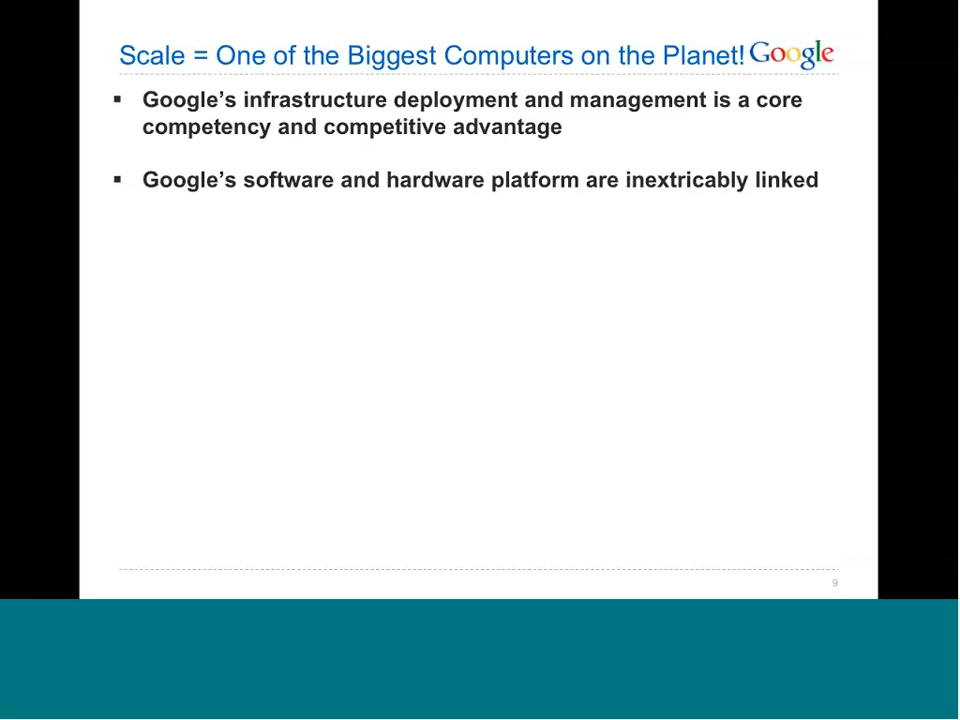 Scale = One of the Biggest Computers on the Planet! Google
▪ Google’s infrastructure deployment and management is a core
competency and competitive advantage
▪ Google’s software and hardware platform are inextricably linked
9